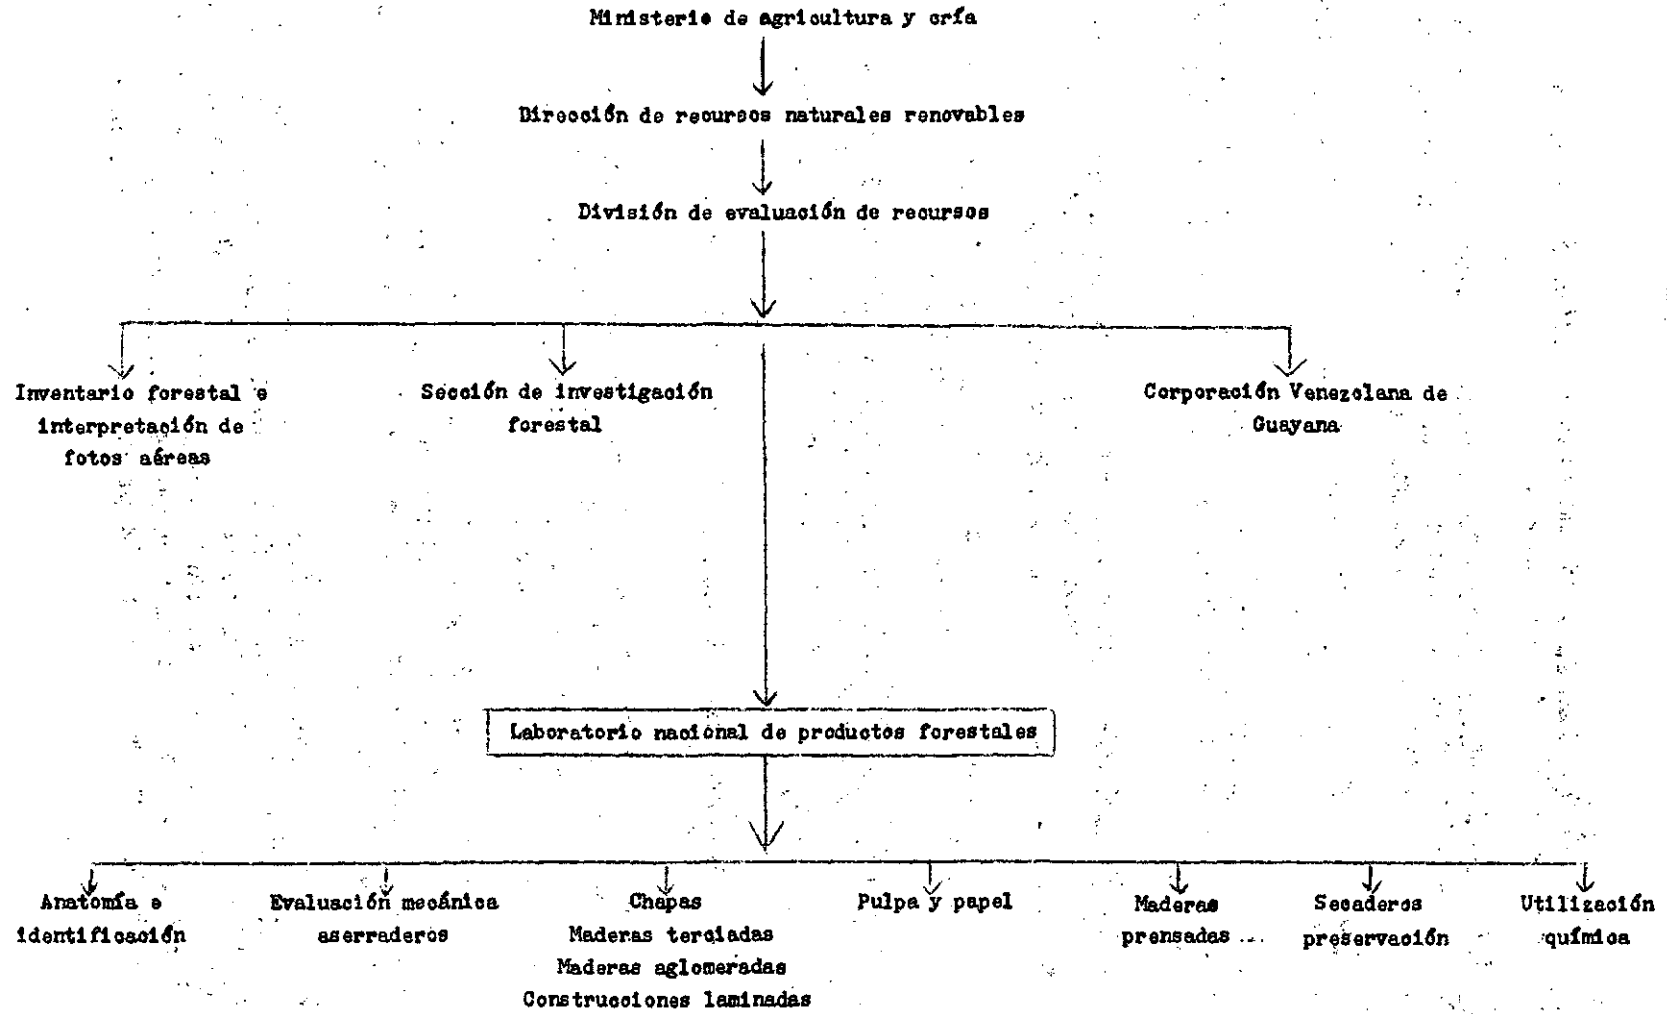 Ministerio de agricultura y cría
Dirección de recursos naturales renovables
División de evaluación de recursos
Inventario forestal e
interpretación de
fotos aéreas
Sección de investigación
forestal
Corporación Venezolana de
Guayana
Laboratorio nacional de productos forestales
Anatomía e
identificación
Evaluación mecánica
aserraderos
Chapas
Maderas terciadas
Maderas aglomeradas
Construcciones laminadas
Pulpa y papel
Maderas
prensadas
Secaderos
preservación
Utilización
química